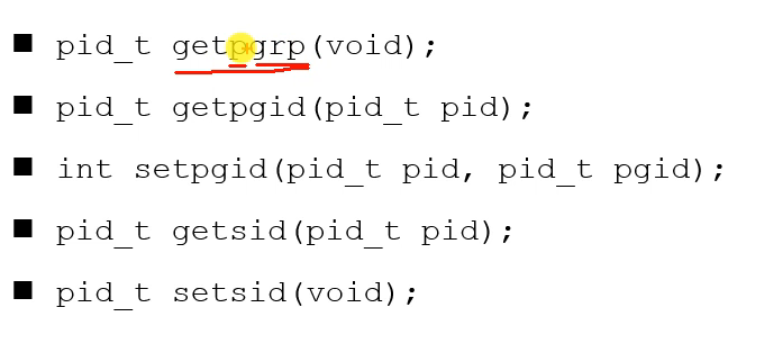 ■ pid_t getpgrp(void);
■ pid_t getpgid(pid_t pid);
■ int setpgid(pid_t pid, pid_t pgid);
■ pid_t getsid(pid_t pid);
■ pid_t setsid(void);